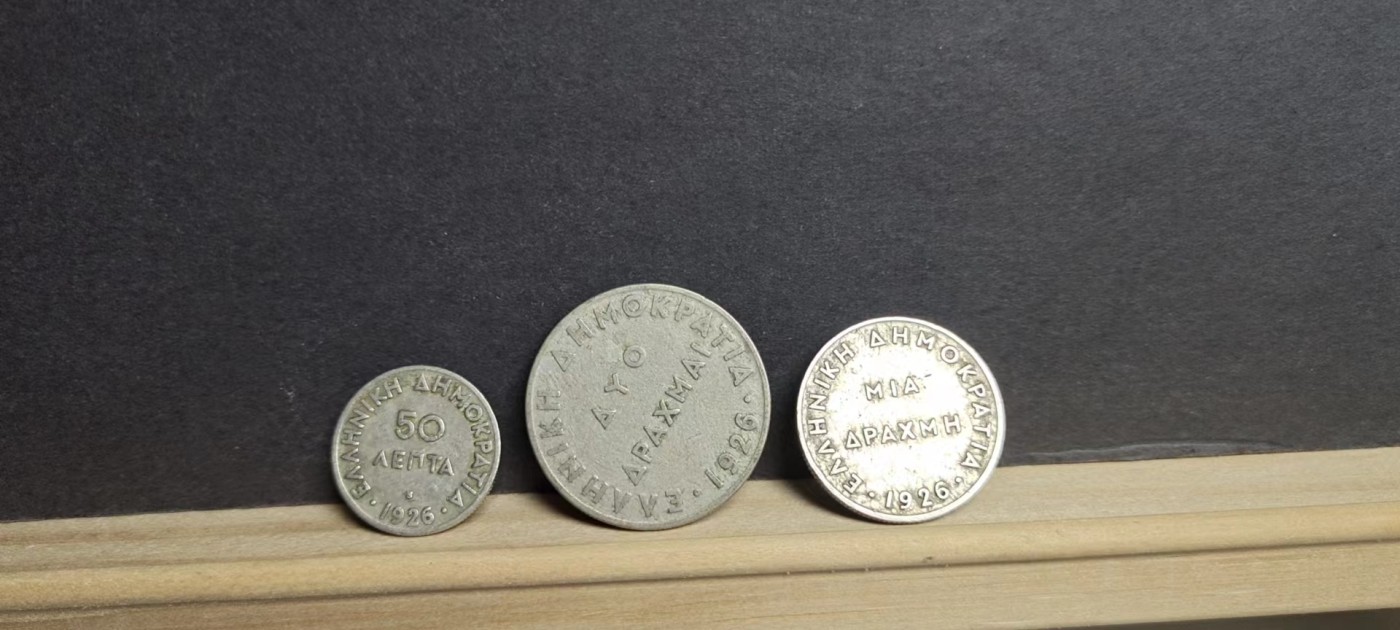 ΕΛΛΗΝΙΚΗ ΔΗΜΟΚΡΑΤΙΑ
50
ΛΕΠΤΑ
· 1926 ·
ΕΛΛΗΝΙΚΗ ΔΗΜΟΚΡΑΤΙΑ
ΔΥΟ
ΔΡΑΧΜΑΙ
· 1926 ·
ΕΛΛΗΝΙΚΗ ΔΗΜΟΚΡΑΤΙΑ
ΜΙΑ
ΔΡΑΧΜΗ
· 1926 ·